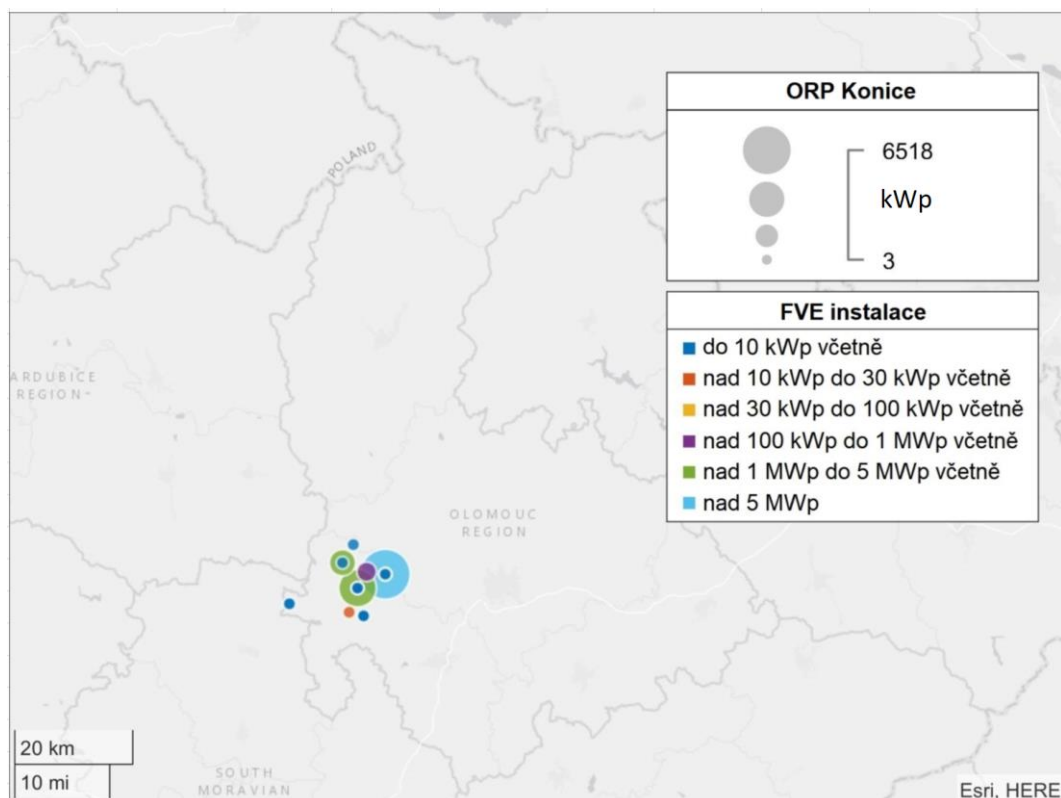 POLAND
ORP Konice
6518
kWp
3
FVE instalace
do 10 kWp včetně
nad 10 kWp do 30 kWp včetně
nad 30 kWp do 100 kWp včetně
nad 100 kWp do 1 MWp včetně
nad 1 MWp do 5 MWp včetně
nad 5 MWp
ARDUBICE
REGION
OLOMOUC
REGION
20 km
10 mi
SOUTH
MORAVIAN
Esri, HERE